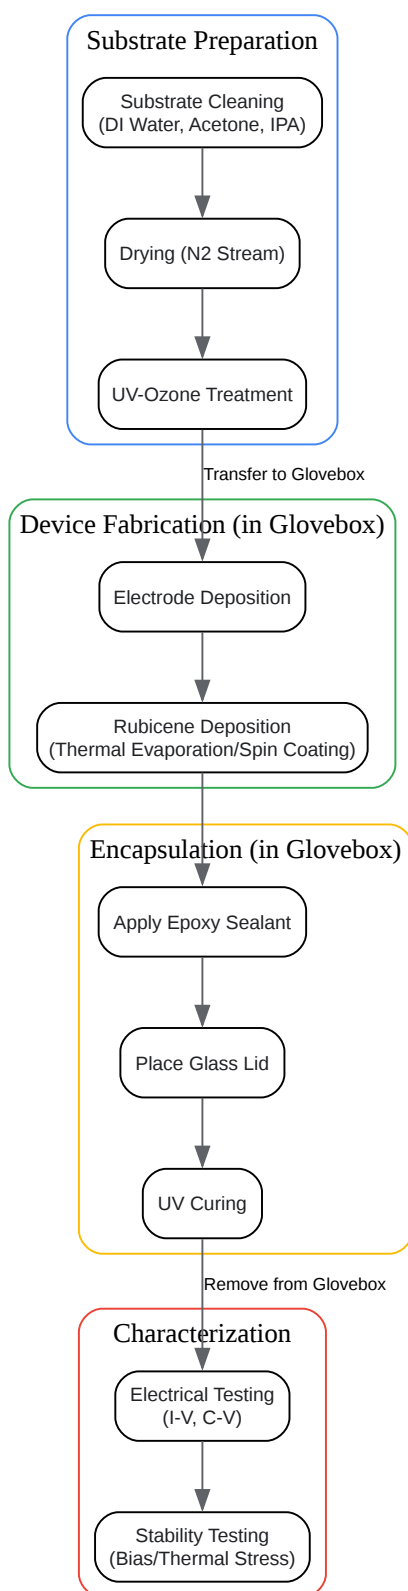 Substrate Preparation
Substrate Cleaning
(DI Water, Acetone, IPA)
Drying (N2 Stream)
UV-Ozone Treatment
Transfer to Glovebox
Device Fabrication (in Glovebox)
Electrode Deposition
Rubicene Deposition
(Thermal Evaporation/Spin Coating)
Encapsulation (in Glovebox)
Apply Epoxy Sealant
Place Glass Lid
UV Curing
Remove from Glovebox
Characterization
Electrical Testing
(I-V, C-V)
Stability Testing
(Bias/Thermal Stress)